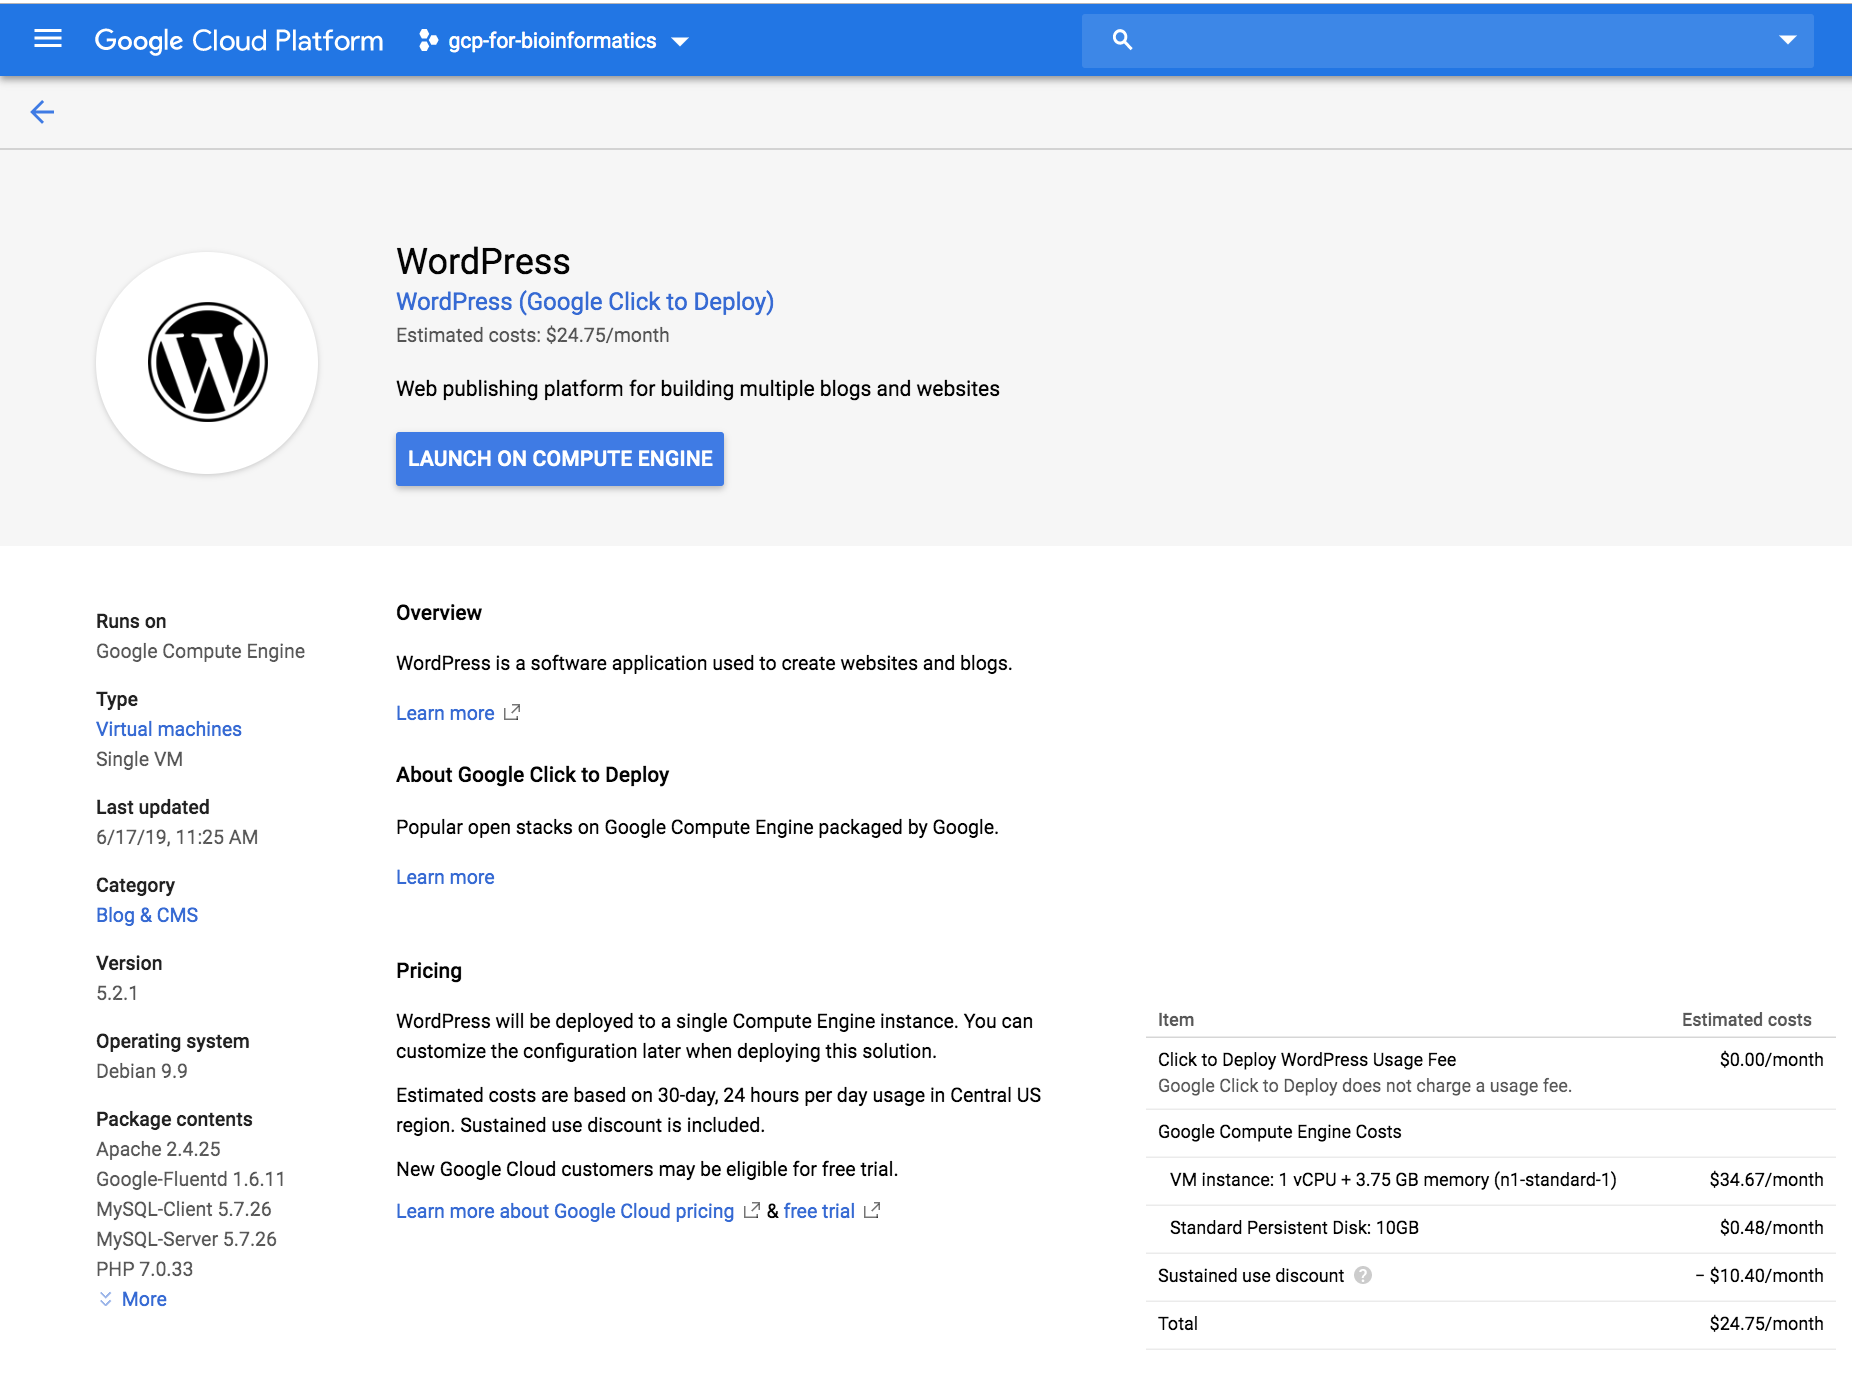 Google Cloud Platform
gcp-for-bioinformatics
WordPress
WordPress (Google Click to Deploy)
Estimated costs: $24.75/month
Web publishing platform for building multiple blogs and websites
LAUNCH ON COMPUTE ENGINE
Runs on
Google Compute Engine
Type
Virtual machines
Single VM
Last updated
6/17/19, 11:25 AM
Category
Blog & CMS
Version
5.2.1
Operating system
Debian 9.9
Package contents
Apache 2.4.25
Google-Fluentd 1.6.11
MySQL-Client 5.7.26
MySQL-Server 5.7.26
PHP 7.0.33
More
Overview
WordPress is a software application used to create websites and blogs.
Learn more
About Google Click to Deploy
Popular open stacks on Google Compute Engine packaged by Google.
Learn more
Pricing
WordPress will be deployed to a single Compute Engine instance. You can
customize the configuration later when deploying this solution.
Estimated costs are based on 30-day, 24 hours per day usage in Central US
region. Sustained use discount is included.
New Google Cloud customers may be eligible for free trial.
Learn more about Google Cloud pricing & free trial
Item Estimated costs
Click to Deploy WordPress Usage Fee $0.00/month
Google Click to Deploy does not charge a usage fee.
Google Compute Engine Costs
VM instance: 1 vCPU + 3.75 GB memory (n1-standard-1) $34.67/month
Standard Persistent Disk: 10GB $0.48/month
Sustained use discount ? − $10.40/month
Total $24.75/month